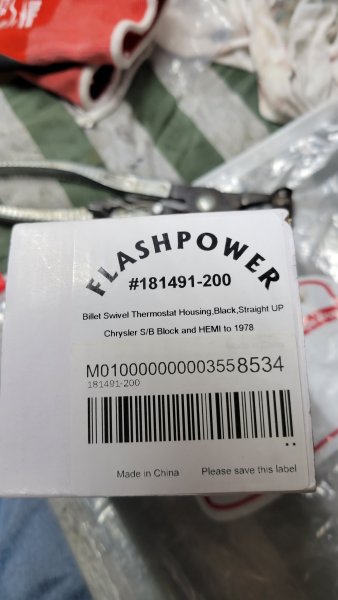 FLASHPOWER
#181491-200
Billet Swivel Thermostat Housing,Black,Straight UP
Chrysler S/B Block and HEMI to 1978
M010000000003558534
181491-200
Made in China Please save this label